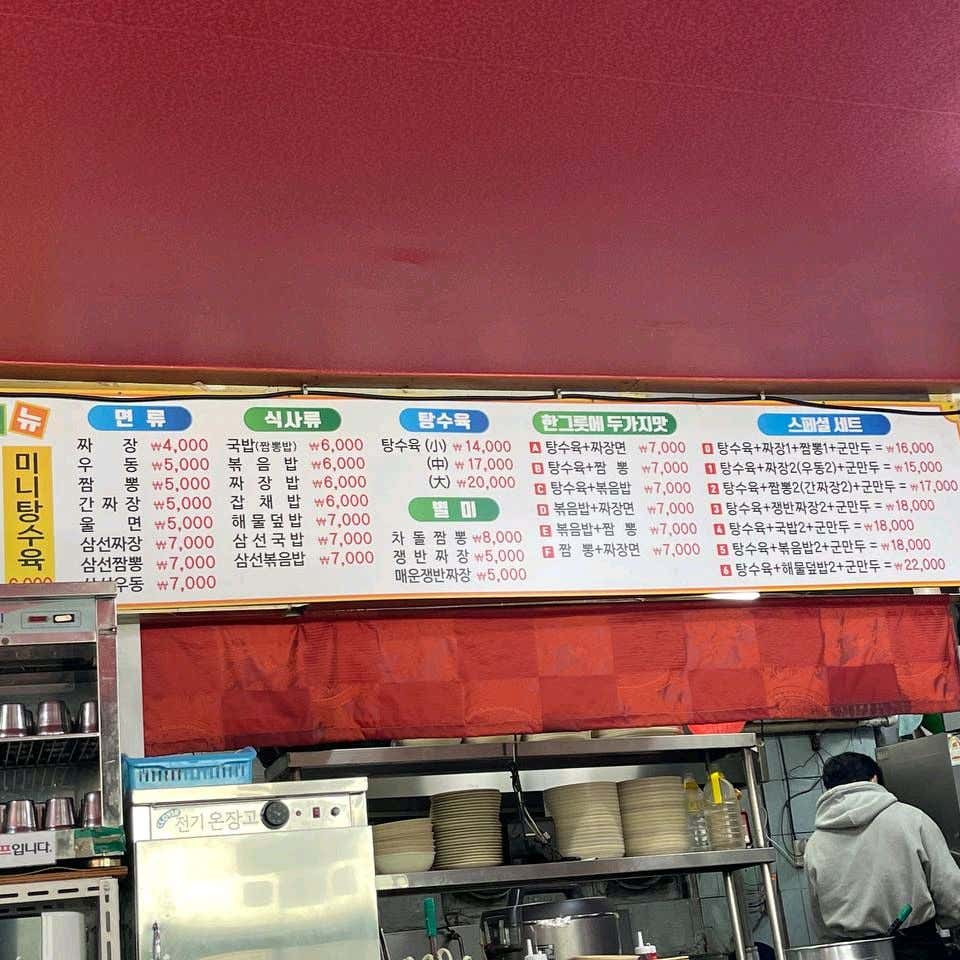 뉴
미니탕수육
면 류
짜 장 ₩4,000
우 동 ₩5,000
짬 뽕 ₩5,000
간 짜 장 ₩5,000
울 면 ₩5,000
삼선짜장 ₩7,000
삼선짬뽕 ₩7,000
삼선우동 ₩7,000
식사류
국밥(짬뽕밥) ₩6,000
볶 음 밥 ₩6,000
짜 장 밥 ₩6,000
잡 채 밥 ₩6,000
해물덮밥 ₩7,000
삼선국밥 ₩7,000
삼선볶음밥 ₩7,000
탕수육
탕수육 (小) ₩14,000
(中) ₩17,000
(大) ₩20,000
별 미
차 돌 짬 뽕 ₩8,000
쟁 반 짜 장 ₩5,000
매운쟁반짜장 ₩5,000
한그릇에 두가지맛
A 탕수육+짜장면 ₩7,000
B 탕수육+짬 뽕 ₩7,000
C 탕수육+볶음밥 ₩7,000
D 볶음밥+짜장면 ₩7,000
E 볶음밥+짬 뽕 ₩7,000
F 짬 뽕+짜장면 ₩7,000
스페셜 세트
0 탕수육+짜장1+짬뽕1+군만두 = ₩16,000
1 탕수육+짜장2(우동2)+군만두 = ₩15,000
2 탕수육+짬뽕2(간짜장2)+군만두 = ₩17,000
3 탕수육+쟁반짜장2+군만두 = ₩18,000
4 탕수육+국밥2+군만두 = ₩18,000
5 탕수육+볶음밥2+군만두 = ₩18,000
6 탕수육+해물덮밥2+군만두 = ₩22,000
전기온장고
프입니다.